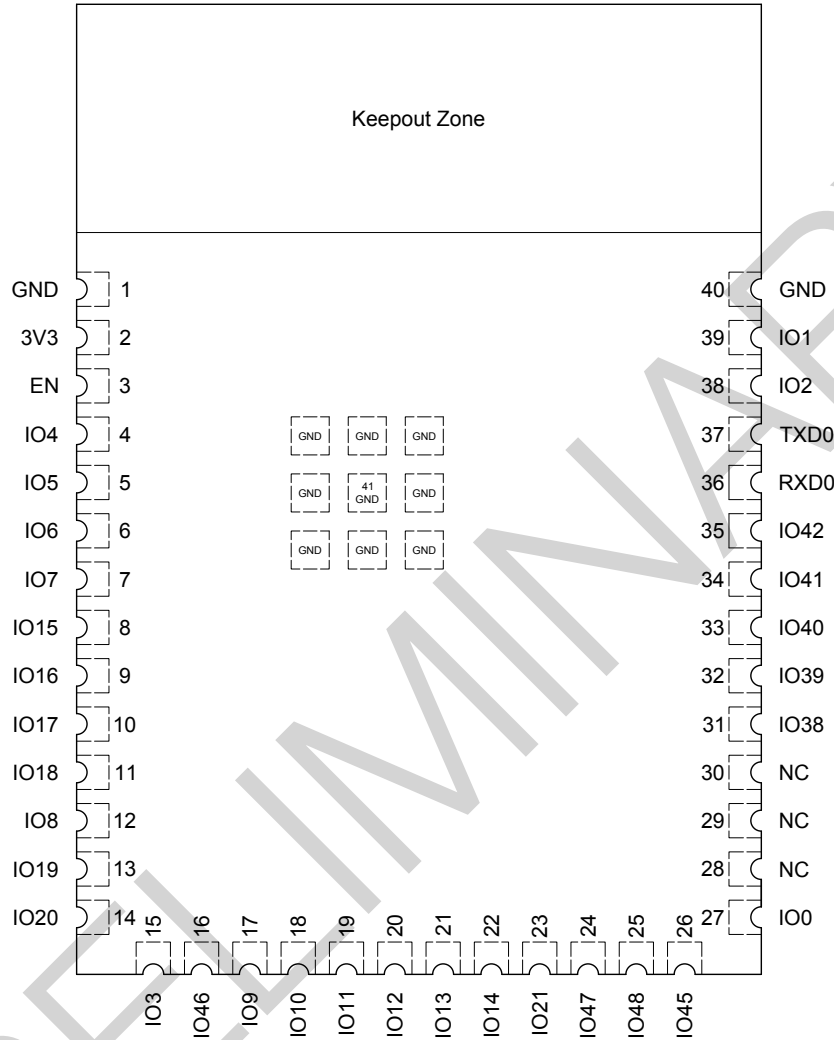 Keepout Zone
GND 1
3V3 2
EN 3
IO4 4
IO5 5
IO6 6
IO7 7
IO15 8
IO16 9
IO17 10
IO18 11
IO8 12
IO19 13
IO20 14
GND GND GND
GND 41 GND GND
GND GND GND
40 GND
39 IO1
38 IO2
37 TXD0
36 RXD0
35 IO42
34 IO41
33 IO40
32 IO39
31 IO38
30 NC
29 NC
28 NC
27 IO0
15 16 17 18 19 20 21 22 23 24 25 26
IO3 IO46 IO9 IO10 IO11 IO12 IO13 IO14 IO21 IO47 IO48 IO45